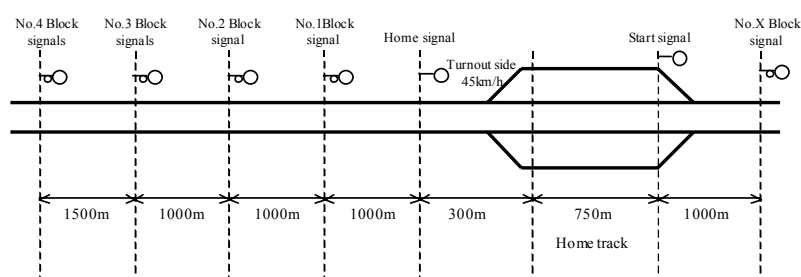 No.4 Block
signals
No.3 Block
signals
No.2 Block
signal
No.1Block
signal
Home signal
Turnout side
45km/h
Start signal
No.X Block
signal
1500m
1000m
1000m
1000m
300m
750m
1000m
Home track